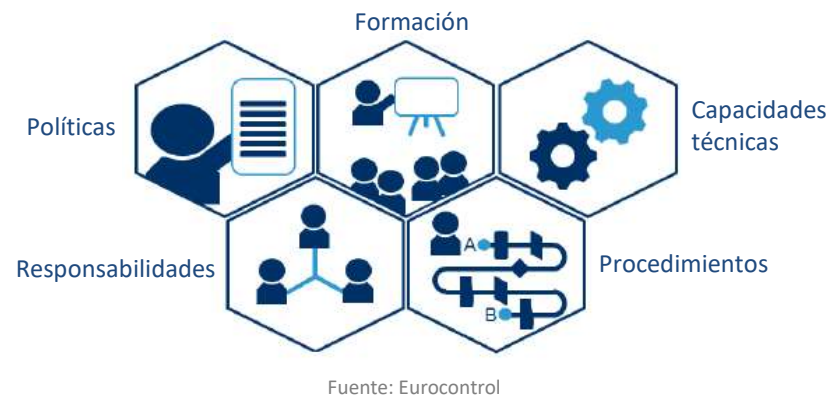 Formación
Políticas
Capacidades
técnicas
Responsabilidades
A
Procedimientos
B
Fuente: Eurocontrol